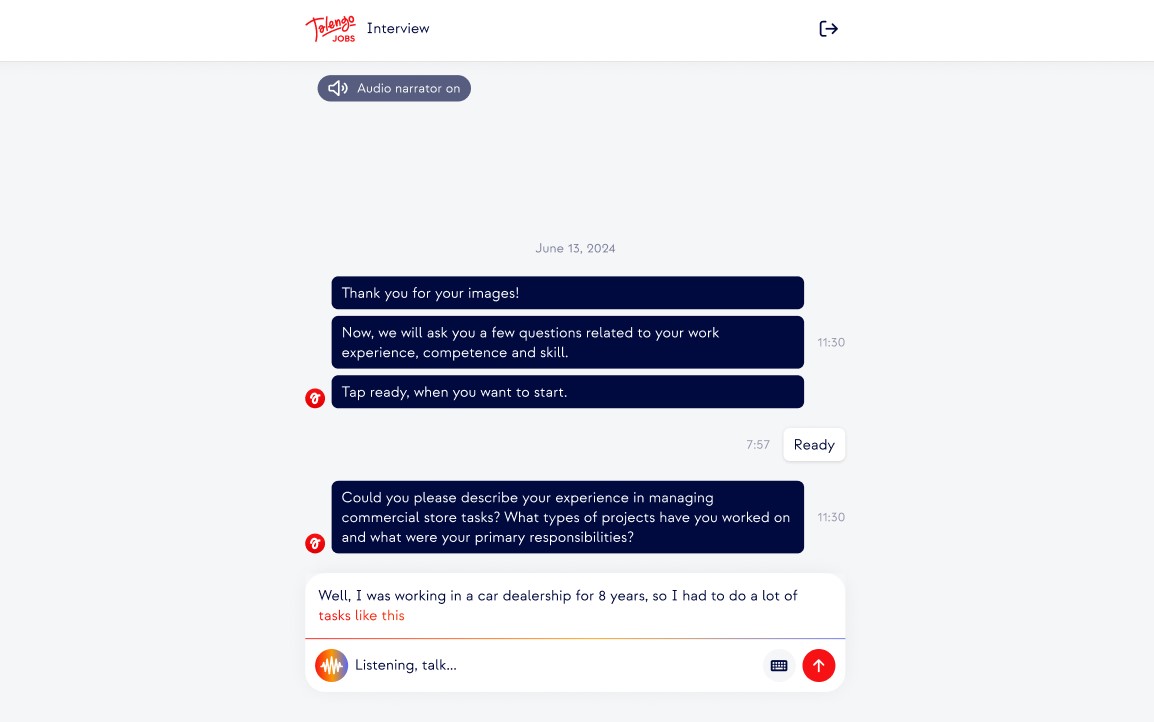 Tolengo
JOBS
Interview
Audio narrator on
June 13, 2024
Thank you for your images!
Now, we will ask you a few questions related to your work
experience, competence and skill.
11:30
Tap ready, when you want to start.
7:57
Ready
Could you please describe your experience in managing
commercial store tasks? What types of projects have you worked on
and what were your primary responsibilities?
11:30
Well, I was working in a car dealership for 8 years, so I had to do a lot of
tasks like this
Listening, talk...